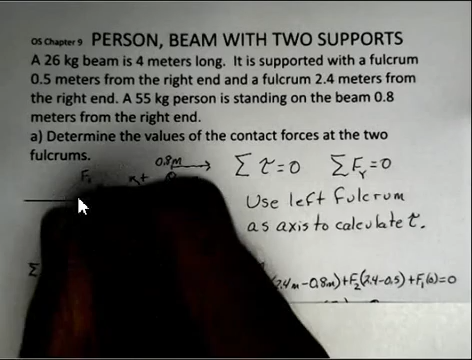 OS Chapter 9 PERSON, BEAM WITH TWO SUPPORTS
A 26 kg beam is 4 meters long. It is supported with a fulcrum
0.5 meters from the right end and a fulcrum 2.4 meters from
the right end. A 55 kg person is standing on the beam 0.8
meters from the right end.
a) Determine the values of the contact forces at the two
fulcrums.
0.8m
F₁
Σ τ=0 Σ Fy=0
Use left fulcrum
as axis to calculate τ.
Σ
2.4m-0.8m)+F₂(2.4-0.5)+F₁(0)=0